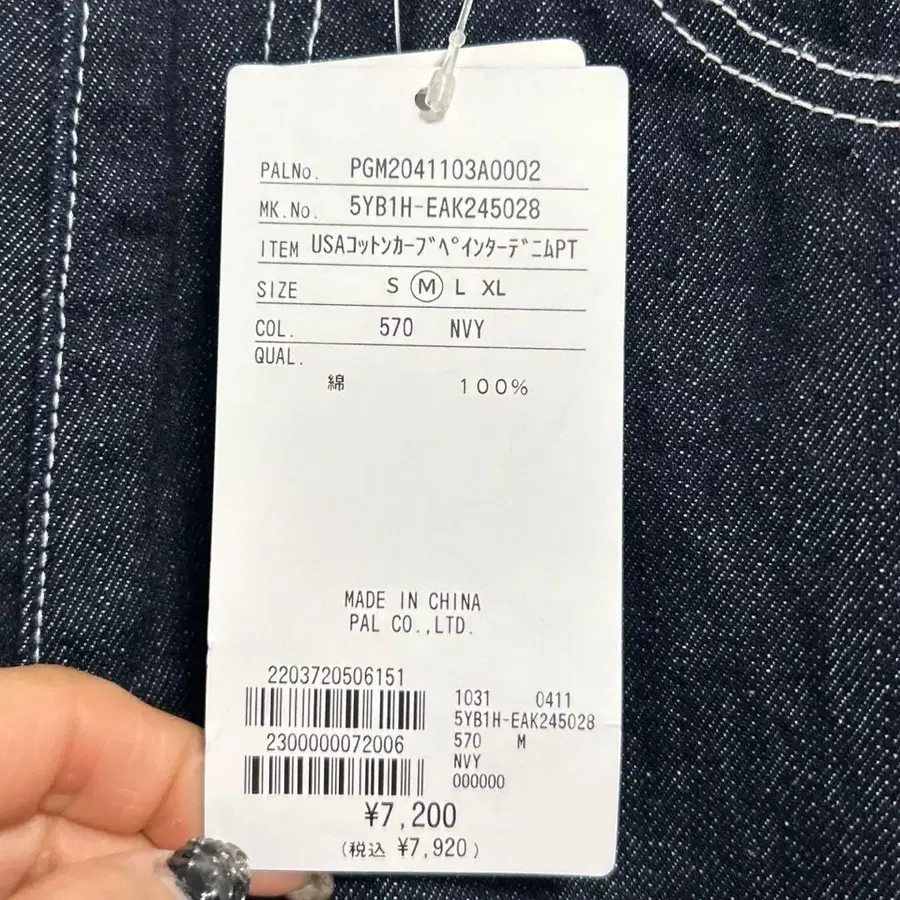 PALNo. PGM2041103A0002
MK.No. 5YB1H-EAK245028
ITEM USAｺｯﾄﾝｶｰﾌﾞﾍﾟｲﾝﾀｰﾃﾞﾆﾑPT
SIZE S Ⓜ L XL
COL. 570 NVY
QUAL.
綿 100%
MADE IN CHINA
PAL CO.,LTD.
2203720506151
1031 0411
5YB1H-EAK245028
2300000072006
570 M
NVY
000000
¥7,200
(税込 ¥7,920)